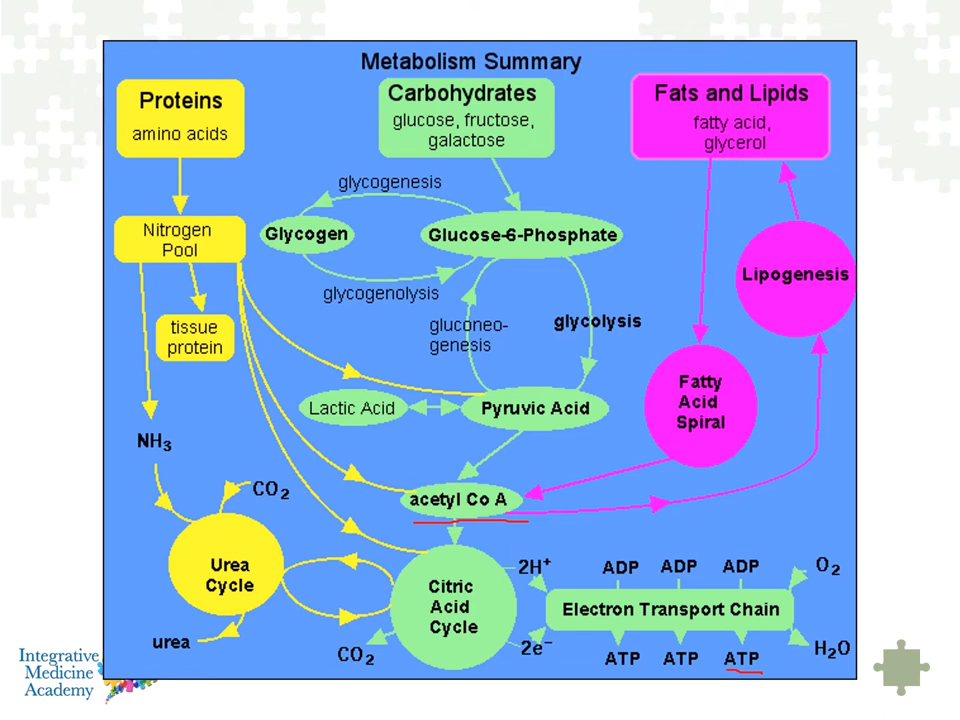 Metabolism Summary
Proteins
amino acids
Carbohydrates
glucose, fructose,
galactose
Fats and Lipids
fatty acid,
glycerol
glycogenesis
Nitrogen
Pool
Glycogen
Glucose-6-Phosphate
Lipogenesis
glycogenolysis
tissue
protein
gluconeo-
genesis
glycolysis
Fatty
Acid
Spiral
Lactic Acid
Pyruvic Acid
NH3
CO2
acetyl Co A
Urea
Cycle
Citric
Acid
Cycle
2H+
2e−
ADP
ADP
ADP
O2
Electron Transport Chain
urea
CO2
ATP
ATP
ATP
H2O
Integrative
Medicine
Academy